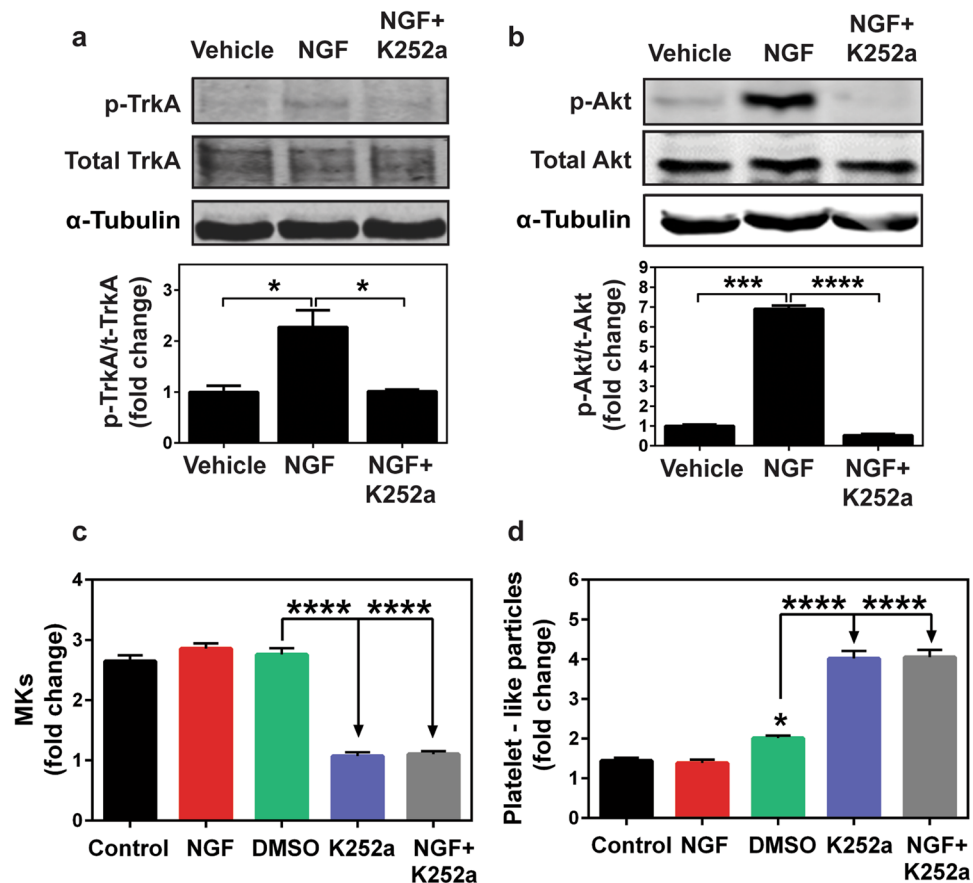 a
Vehicle NGF NGF+
K252a
p-TrkA
Total TrkA
α-Tubulin
p-TrkA/t-TrkA
(fold change)
3
2
1
0
* *
Vehicle NGF NGF+
K252a
b
Vehicle NGF NGF+
K252a
p-Akt
Total Akt
α-Tubulin
p-Akt/t-Akt
(fold change)
9
8
7
6
5
4
3
2
1
0
*** ****
Vehicle NGF NGF+
K252a
c
MKs
(fold change)
4
3
2
1
0
**** ****
Control NGF DMSO K252a NGF+
K252a
d
Platelet - like particles
(fold change)
6
5
4
3
2
1
0
**** ****
*
Control NGF DMSO K252a NGF+
K252a